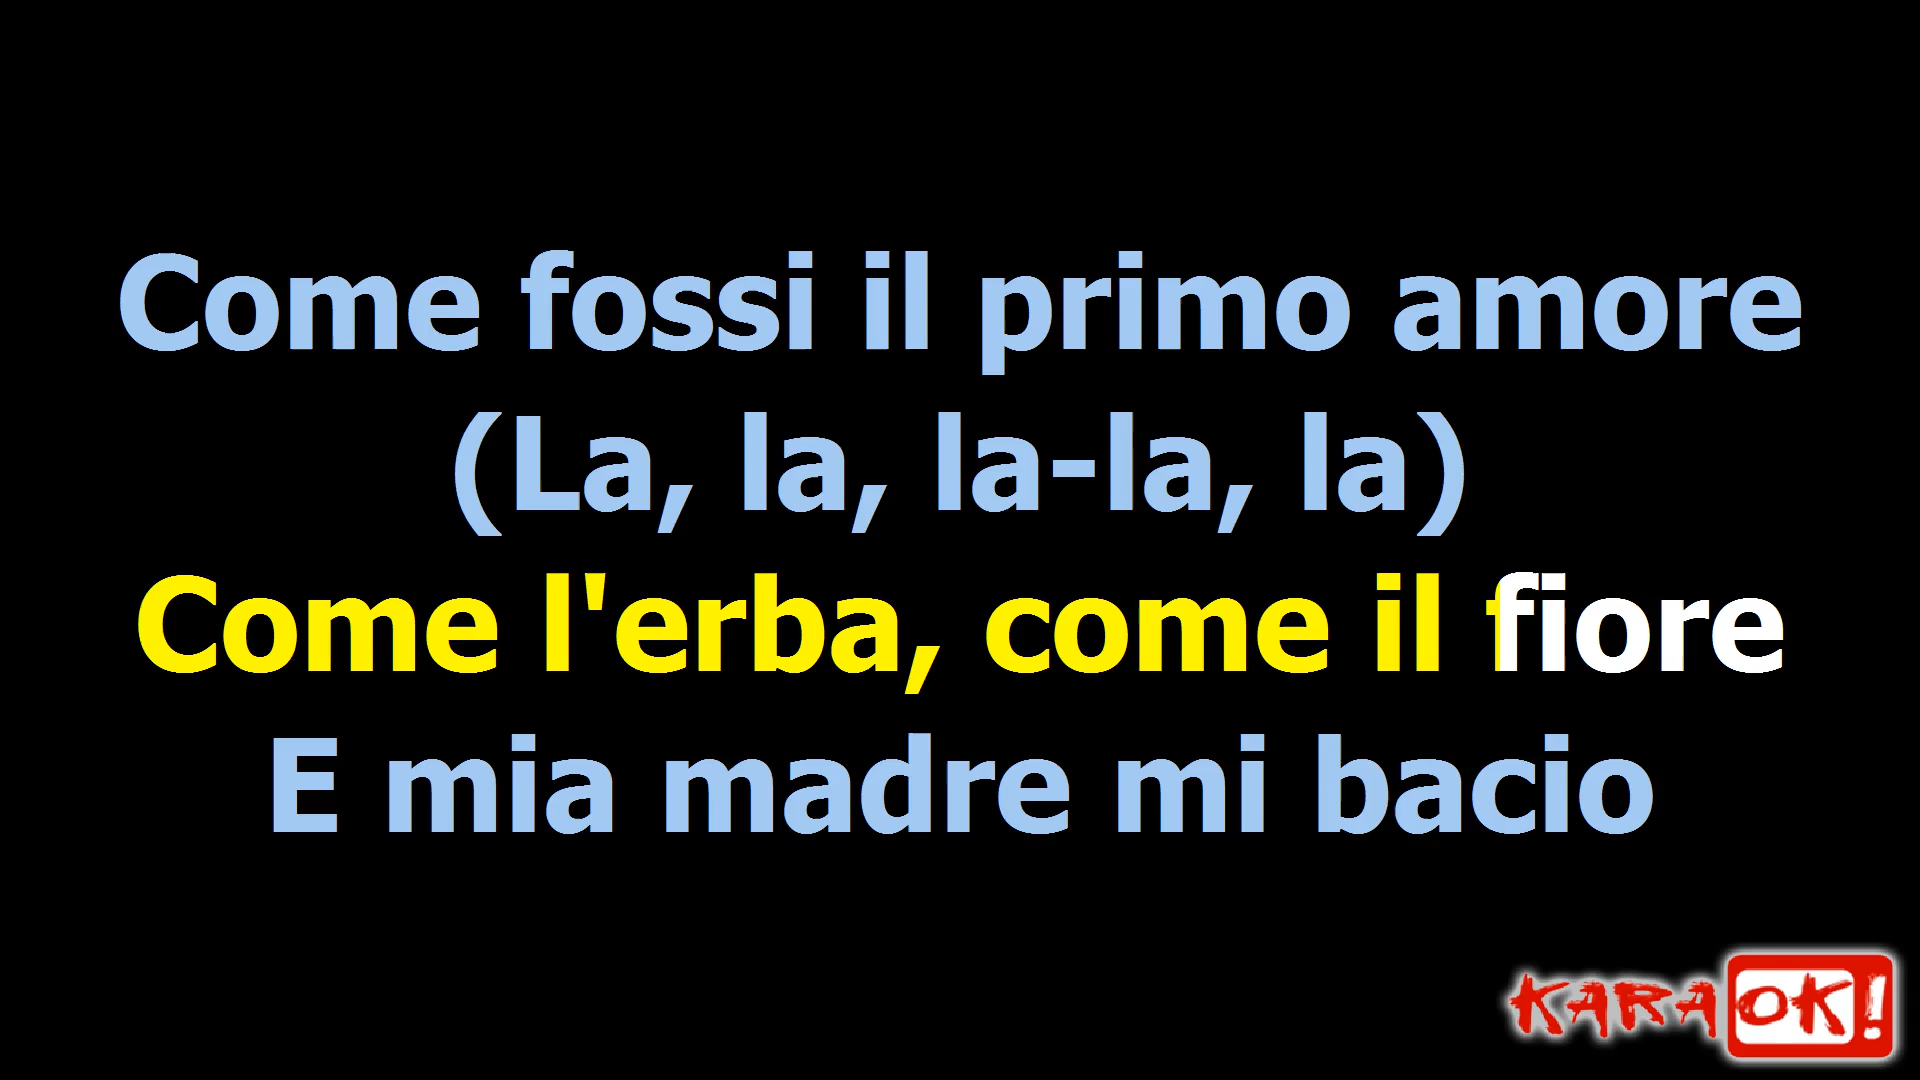 Come fossi il primo amore
(La, la, la-la, la)
Come l'erba, come il fiore
E mia madre mi bacio
KARAOK!